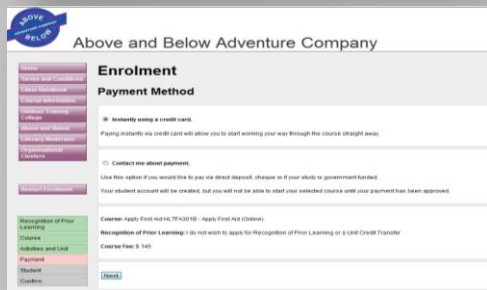 ABOVE
ADVENTURE COMPANY
BELOW
Above and Below Adventure Company
Home
Terms and Conditions
Client Handbook
Course Information
Outdoor Training
College
Above and Below
Literacy Numeracy
Organisational
Clusters
Restart Enrolment
Recognition of Prior
Learning
Course
Activities and Unit
Payment
Student
Confirm
Enrolment
Payment Method
Instantly using a credit card.
Paying instantly via credit card will allow you to start working your way through the course straight away.
Contact me about payment.
Use this option if you would like to pay via direct deposit, cheque or if your study is government funded.
Your student account will be created, but you will not be able to start your selected course until your payment has been approved.
Course: Apply First Aid HLTFA301B - Apply First Aid (Online).
Recognition of Prior Learning: I do not wish to apply for Recognition of Prior Learning or a Unit Credit Transfer
Course Fee: $ 145
Next